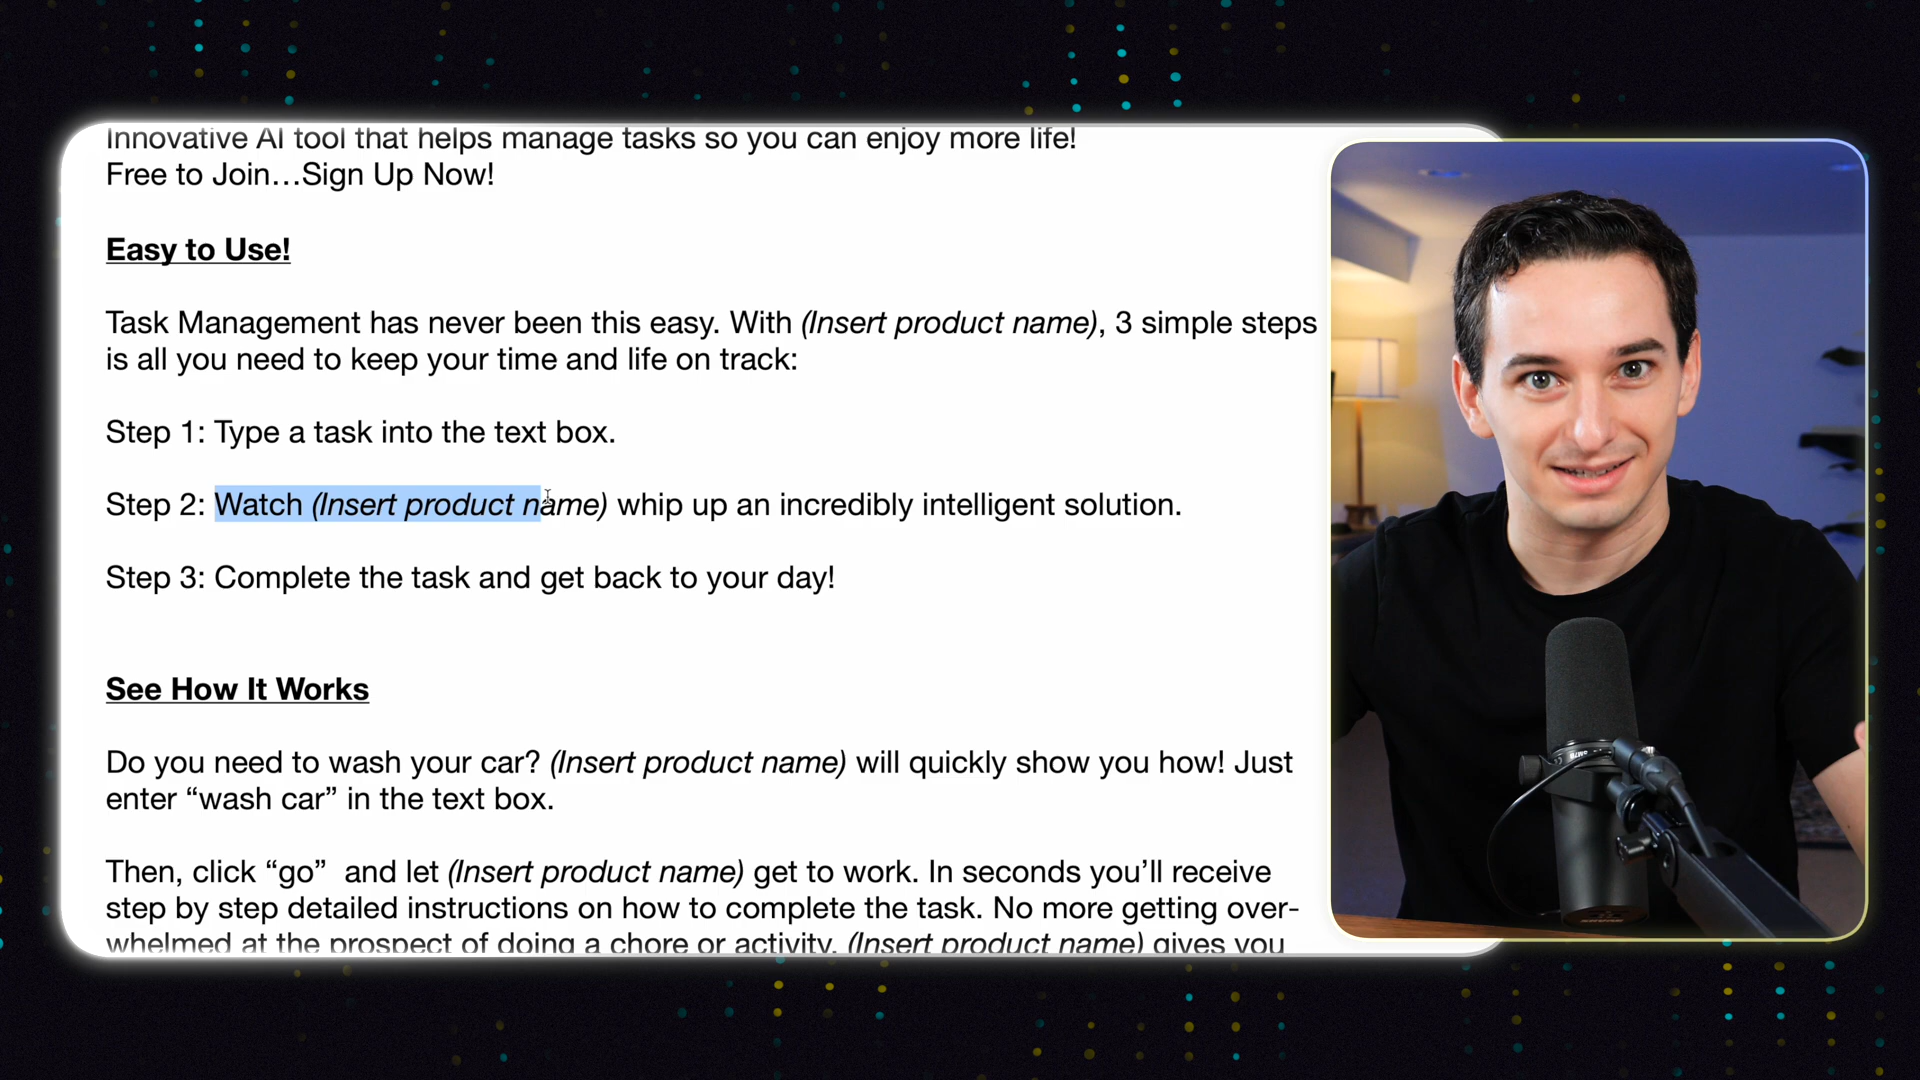 Innovative AI tool that helps manage tasks so you can enjoy more life!
Free to Join…Sign Up Now!
Easy to Use!
Task Management has never been this easy. With (Insert product name), 3 simple steps
is all you need to keep your time and life on track:
Step 1: Type a task into the text box.
Step 2: Watch (Insert product name) whip up an incredibly intelligent solution.
Step 3: Complete the task and get back to your day!
See How It Works
Do you need to wash your car? (Insert product name) will quickly show you how! Just
enter “wash car” in the text box.
Then, click “go”  and let (Insert product name) get to work. In seconds you’ll receive
step by step detailed instructions on how to complete the task. No more getting over-
whelmed at the prospect of doing a chore or activity. (Insert product name) gives you